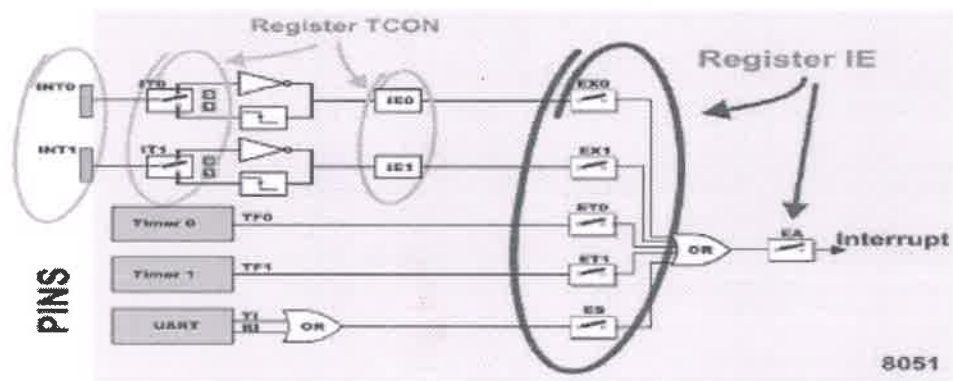 Register TCON
Register IE
INT0
IT0
IE0
EX0
INT1
IT1
IE1
EX1
Timer 0
TF0
ET0
OR
EA
Interrupt
Timer 1
TF1
ET1
PINS
UART
TI
RI
OR
ES
8051